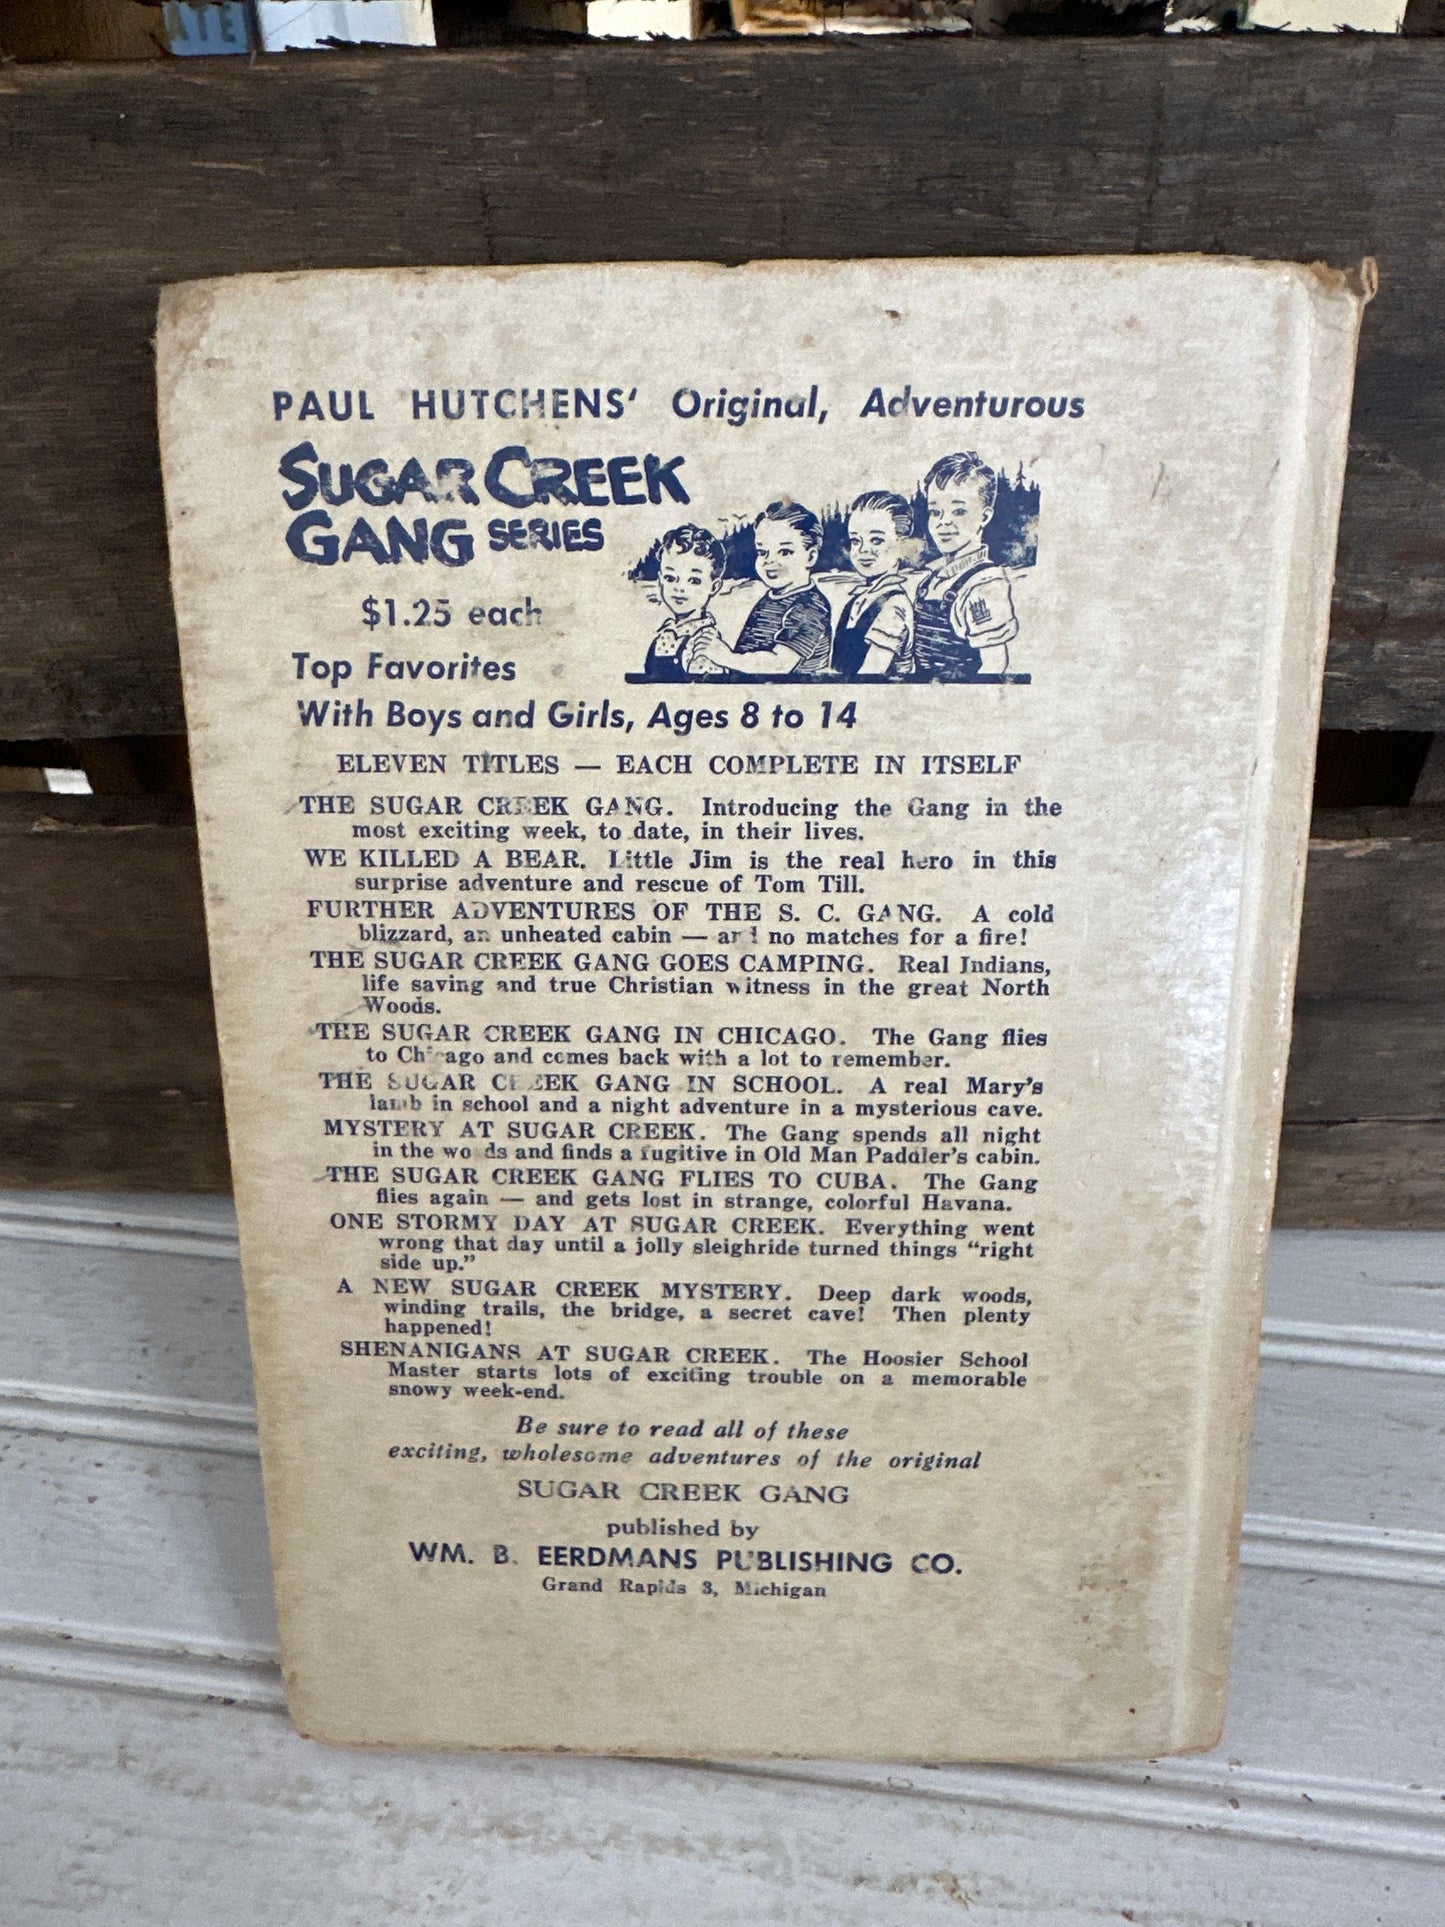 ATE
PAUL HUTCHENS' Original, Adventurous
SUGAR CREEK
GANG SERIES
$1.25 each
Top Favorites
With Boys and Girls, Ages 8 to 14
ELEVEN TITLES — EACH COMPLETE IN ITSELF
THE SUGAR CREEK GANG. Introducing the Gang in the
most exciting week, to date, in their lives.
WE KILLED A BEAR. Little Jim is the real hero in this
surprise adventure and rescue of Tom Till.
FURTHER ADVENTURES OF THE S. C. GANG. A cold
blizzard, an unheated cabin — and no matches for a fire!
THE SUGAR CREEK GANG GOES CAMPING. Real Indians,
life saving and true Christian witness in the great North
Woods.
THE SUGAR CREEK GANG IN CHICAGO. The Gang flies
to Chicago and comes back with a lot to remember.
THE SUGAR CREEK GANG IN SCHOOL. A real Mary's
lamb in school and a night adventure in a mysterious cave.
MYSTERY AT SUGAR CREEK. The Gang spends all night
in the woods and finds a fugitive in Old Man Paddler's cabin.
THE SUGAR CREEK GANG FLIES TO CUBA. The Gang
flies again — and gets lost in strange, colorful Havana.
ONE STORMY DAY AT SUGAR CREEK. Everything went
wrong that day until a jolly sleighride turned things "right
side up."
A NEW SUGAR CREEK MYSTERY. Deep dark woods,
winding trails, the bridge, a secret cave! Then plenty
happened!
SHENANIGANS AT SUGAR CREEK. The Hoosier School
Master starts lots of exciting trouble on a memorable
snowy week-end.
Be sure to read all of these
exciting, wholesome adventures of the original
SUGAR CREEK GANG
published by
WM. B. EERDMANS PUBLISHING CO.
Grand Rapids 3, Michigan